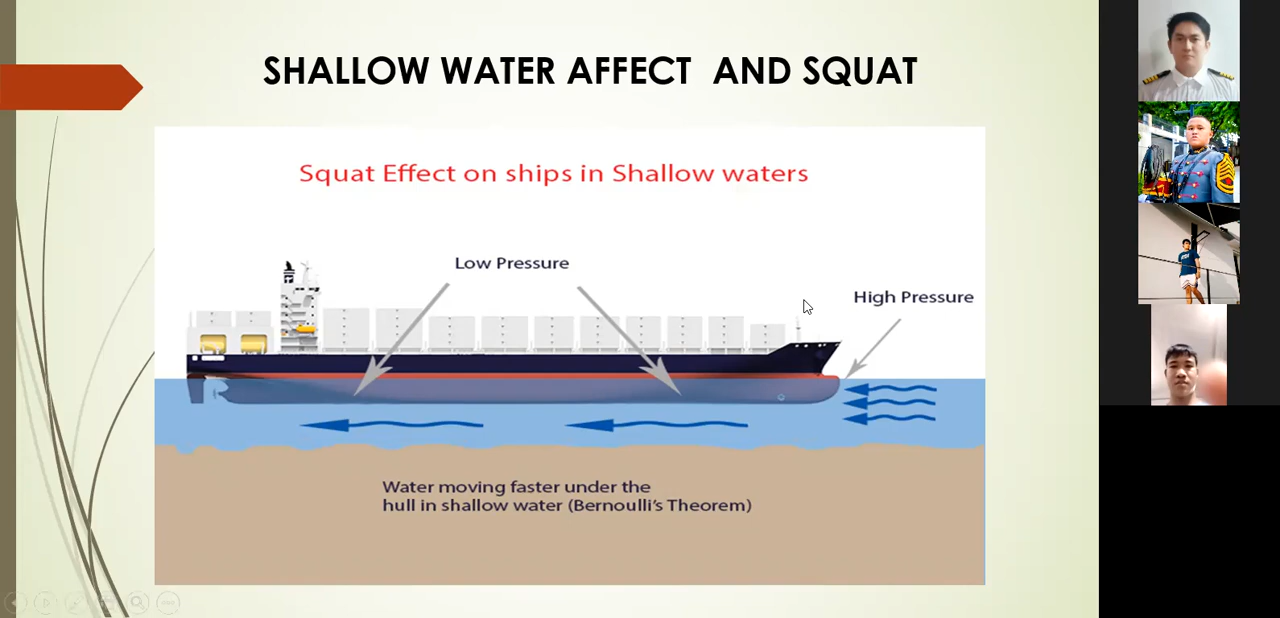 SHALLOW WATER AFFECT AND SQUAT
Squat Effect on ships in Shallow waters
Low Pressure
High Pressure
Water moving faster under the
hull in shallow water (Bernoulli's Theorem)